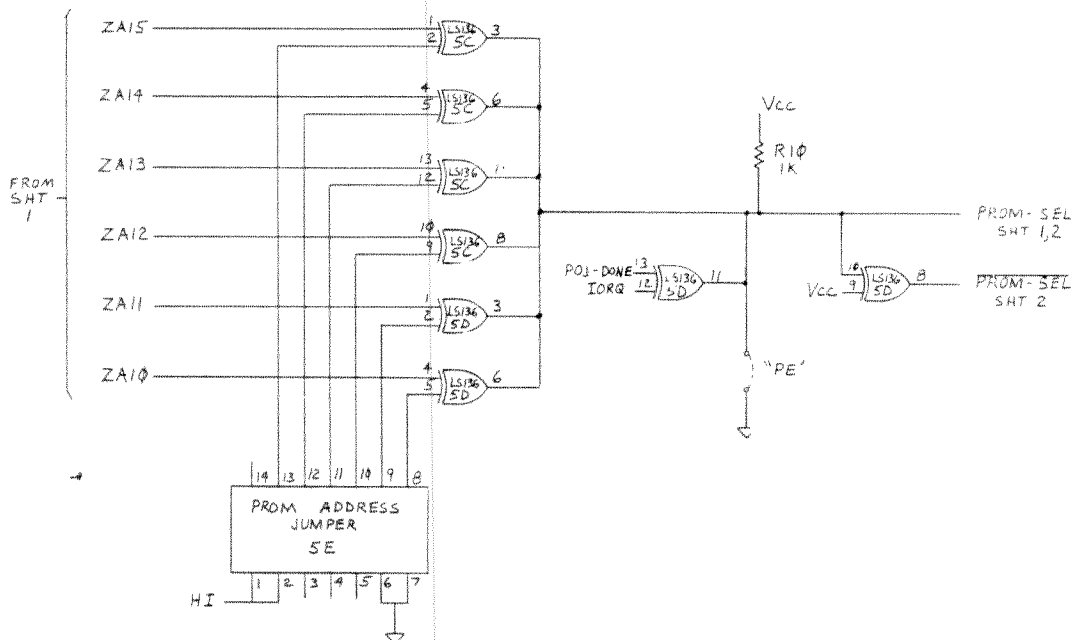 ZA15
1
2
LS136
5C
3
ZA14
4
5
LS136
5C
6
ZA13
13
12
LS136
5C
11
ZA12
10
9
LS136
5C
8
ZA11
1
2
LS136
5D
3
ZA10
4
5
LS136
5D
6
FROM
SHT
1
Vcc
R10
1K
PROM-SEL
SHT 1,2
POJ-DONE
IORQ
13
12
LS136
5D
11
10
Vcc 9
LS136
5D
8
PROM-SEL
SHT 2
"PE"
14 13 12 11 10 9 8
PROM ADDRESS
JUMPER
5E
1 2 3 4 5 6 7
HI